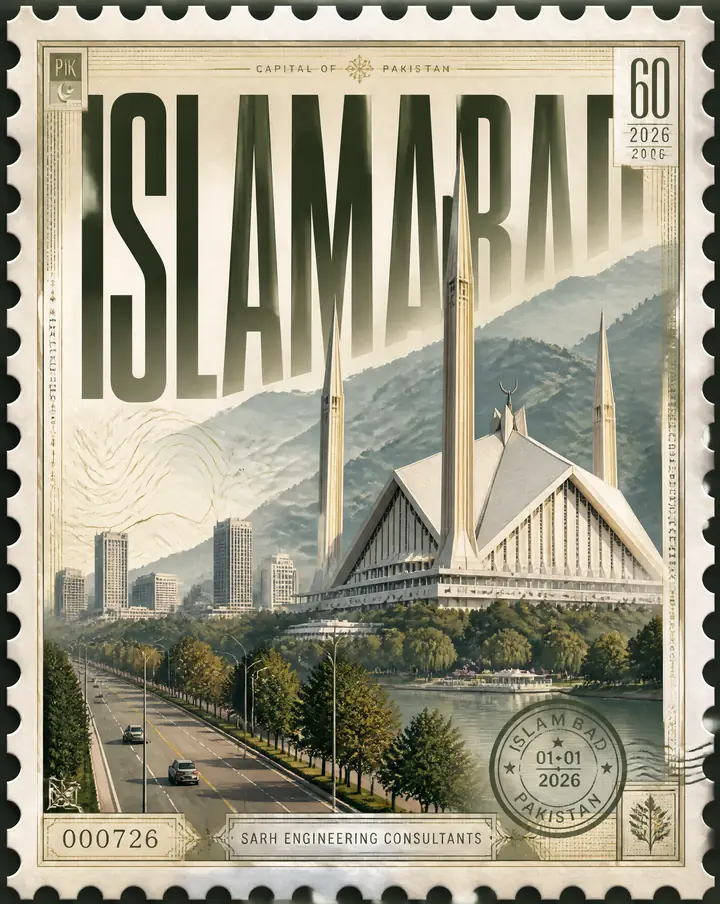 CAPITAL OF PAKISTAN
PK
60
2026
2006
ISLAMABAD
ISLAM BAD
01•01
2026
PAKISTAN
000726
SARH ENGINEERING CONSULTANTS